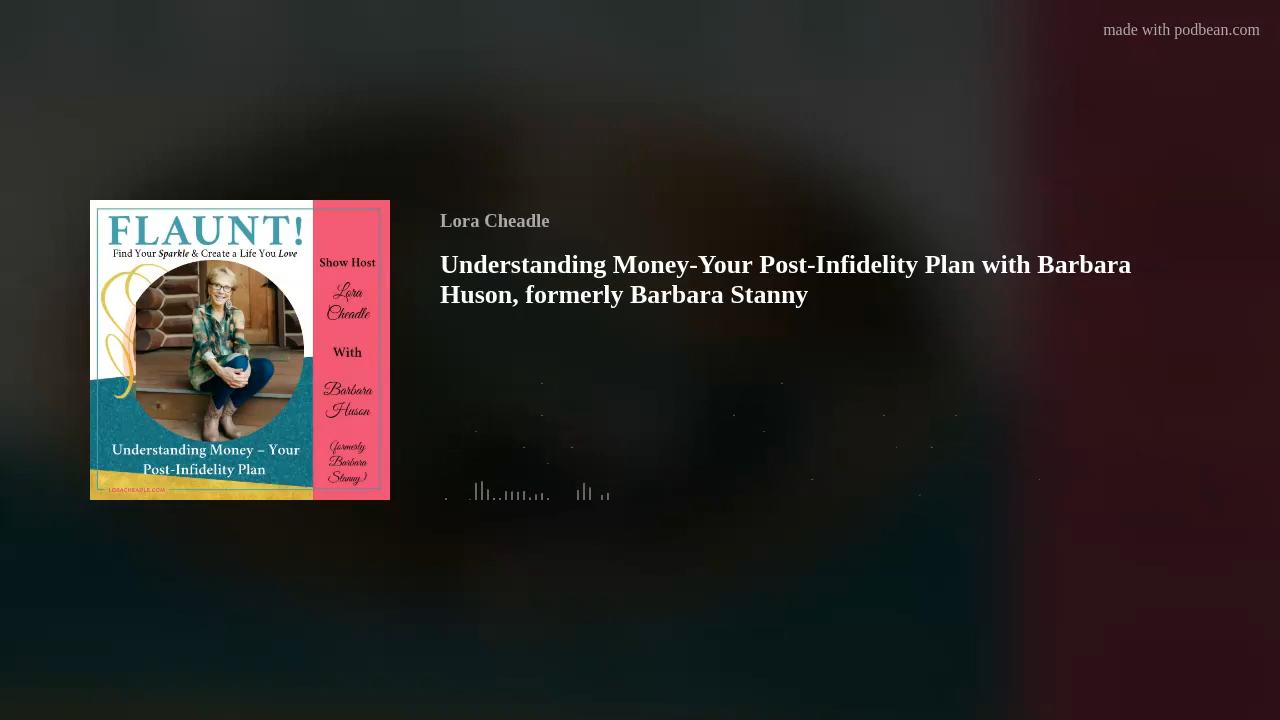 made with podbean.com
FLAUNT!
Find Your Sparkle & Create a Life You Love
Understanding Money – Your
Post-Infidelity Plan
LORACHEADLE.COM
Show Host
Lora
Cheadle
With
Barbara
Huson
(formerly
Barbara
Stanny)
Lora Cheadle
Understanding Money-Your Post-Infidelity Plan with Barbara
Huson, formerly Barbara Stanny